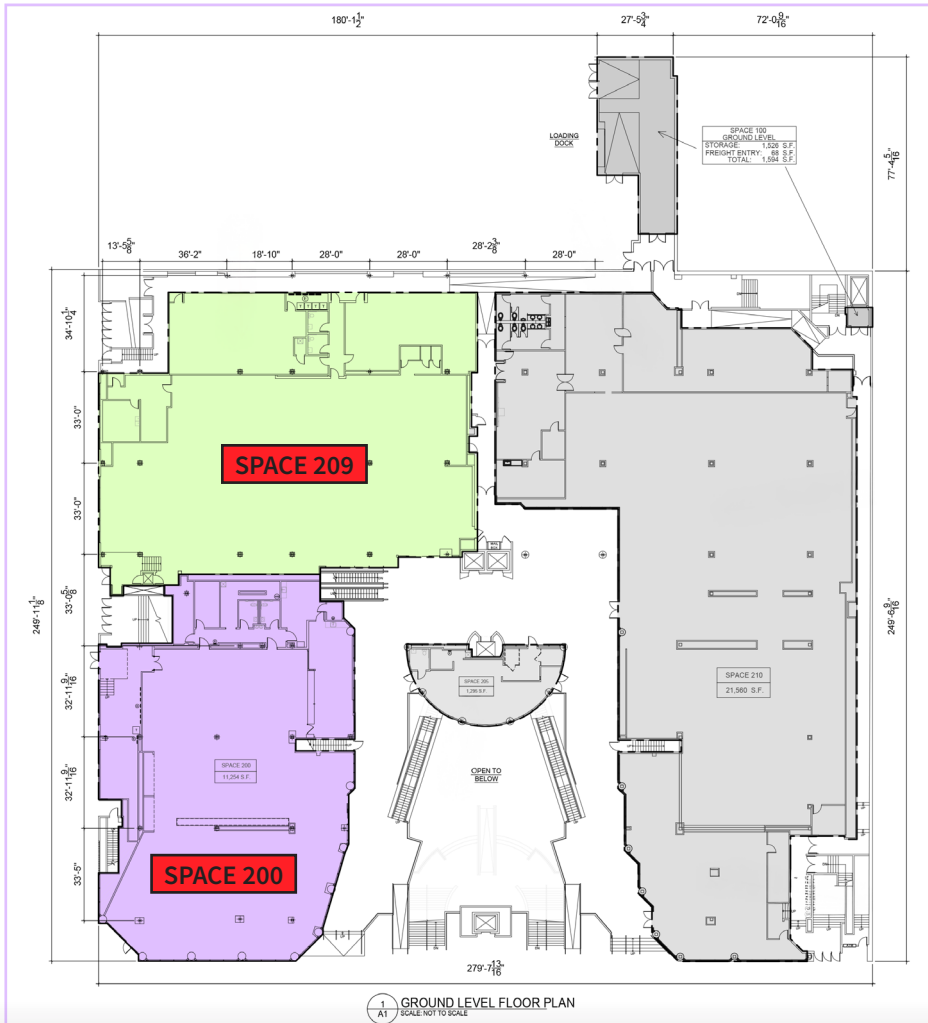 180'-1 1/2"
27'-5 3/4"
72'-0 9/16"
LOADING
DOCK
SPACE 100
GROUND LEVEL
STORAGE: 1,526 S.F.
FREIGHT ENTRY: 68 S.F.
TOTAL: 1,594 S.F.
77'-4 5/16"
13'-5 5/8"
36'-2"
18'-10"
28'-0"
28'-0"
28'-2 3/8"
28'-0"
34'-10 1/4"
33'-0"
SPACE 209
33'-0"
33'-0 5/8"
249'-11 1/8"
249'-6 9/16"
32'-11 9/16"
SPACE 210
21,560 S.F.
SPACE 200
11,254 S.F.
OPEN TO
BELOW
32'-11 9/16"
SPACE 200
33'-5"
279'-7 13/16"
1
A1
GROUND LEVEL FLOOR PLAN
SCALE: NOT TO SCALE